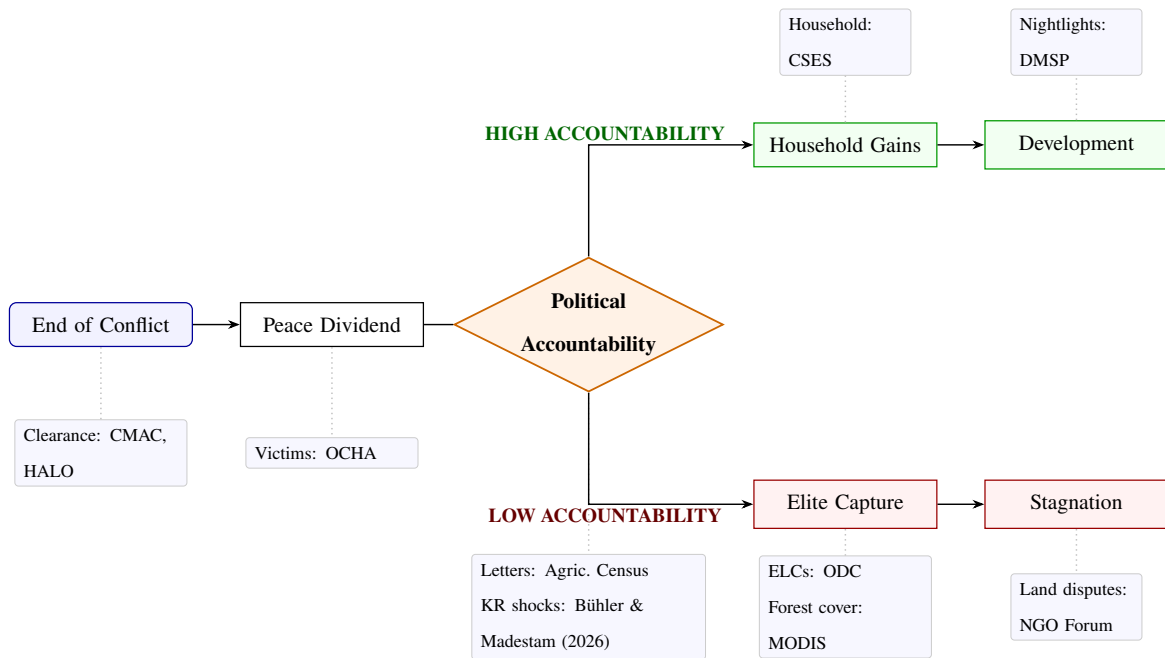 Household:
CSES
Nightlights:
DMSP
HIGH ACCOUNTABILITY
Household Gains
Development
Political
Accountability
End of Conflict
Peace Dividend
Clearance: CMAC,
HALO
Victims: OCHA
LOW ACCOUNTABILITY
Elite Capture
Stagnation
Letters: Agric. Census
KR shocks: Bühler &
Madestam (2026)
ELCs: ODC
Forest cover:
MODIS
Land disputes:
NGO Forum